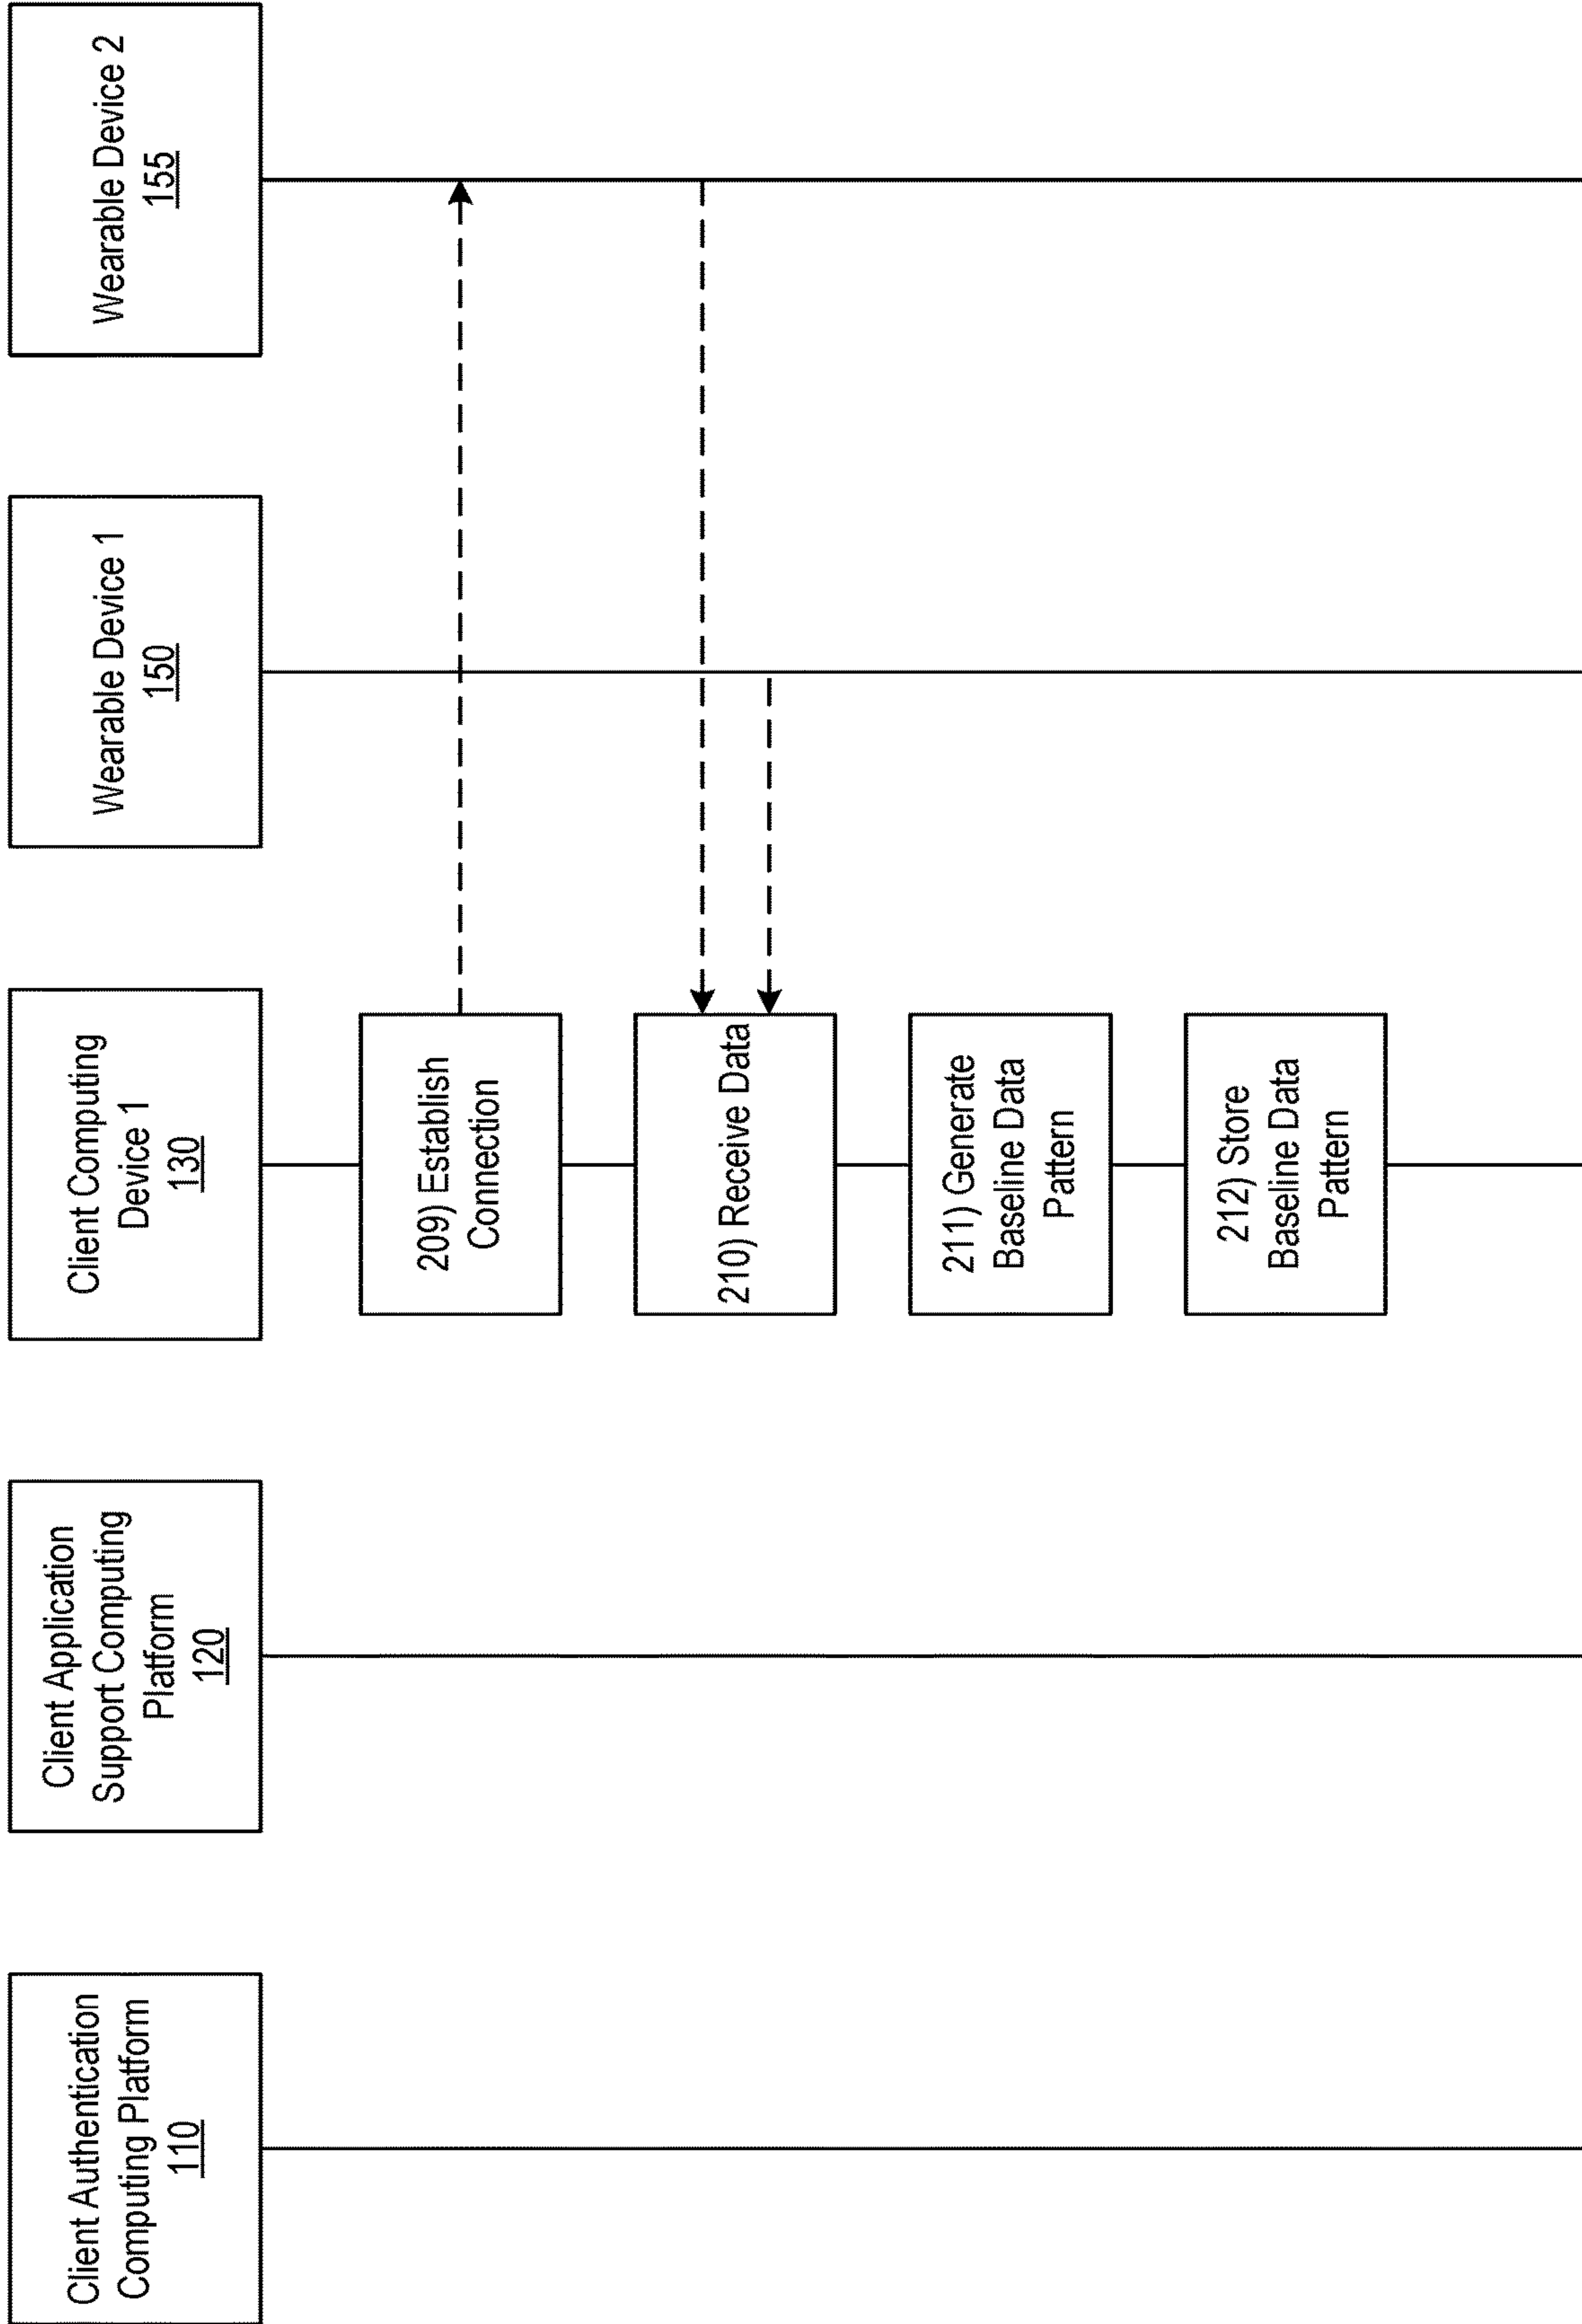 Client Authentication
Computing Platform
110
Client Application
Support Computing
Platform
120
Client Computing
Device 1
130
Wearable Device 1
150
Wearable Device 2
155
209) Establish
Connection
210) Receive Data
211) Generate
Baseline Data
Pattern
212) Store
Baseline Data
Pattern